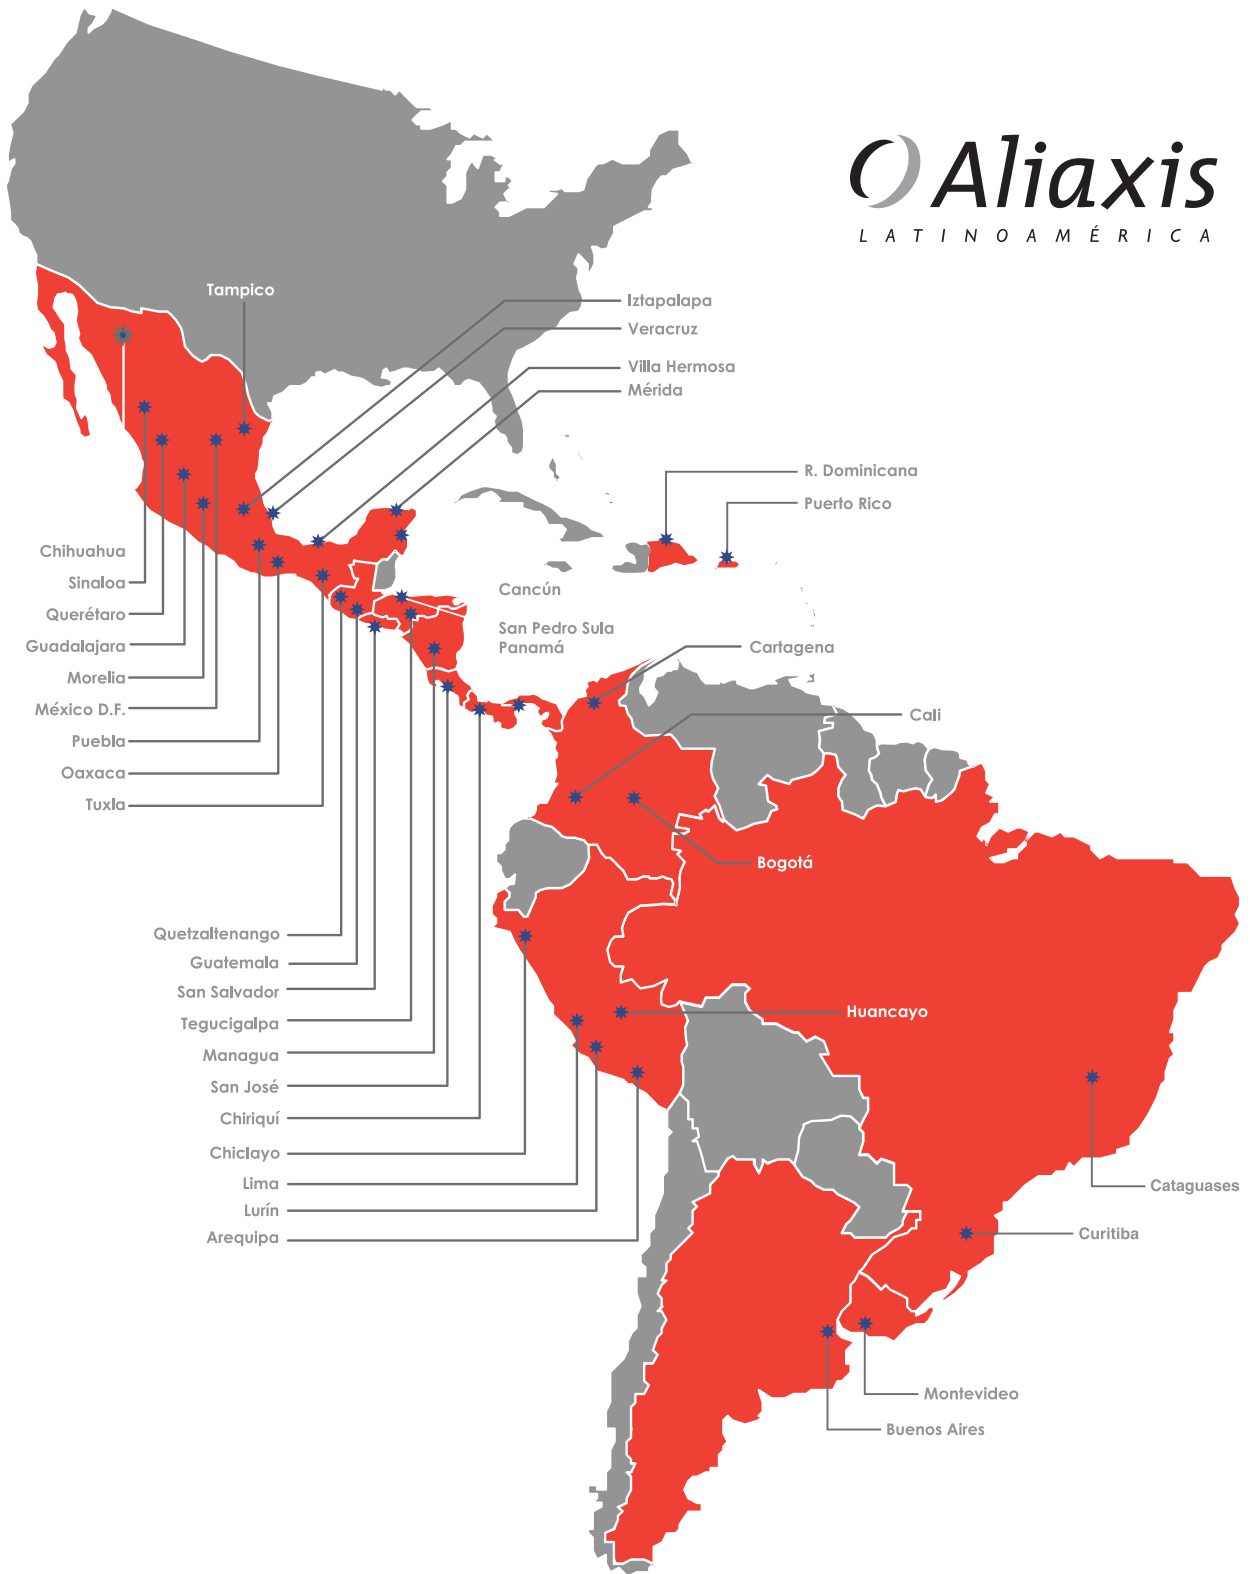 Aliaxis
LATINOAMÉRICA
Tampico
Iztapalapa
Veracruz
Villa Hermosa
Mérida
R. Dominicana
Puerto Rico
Chihuahua
Sinaloa
Querétaro
Guadalajara
Morelia
México D.F.
Puebla
Oaxaca
Tuxla
Cancún
San Pedro Sula
Panamá
Cartagena
Cali
Bogotá
Quetzaltenango
Guatemala
San Salvador
Tegucigalpa
Managua
San José
Chiriquí
Chiclayo
Lima
Lurín
Arequipa
Huancayo
Cataguases
Curitiba
Montevideo
Buenos Aires